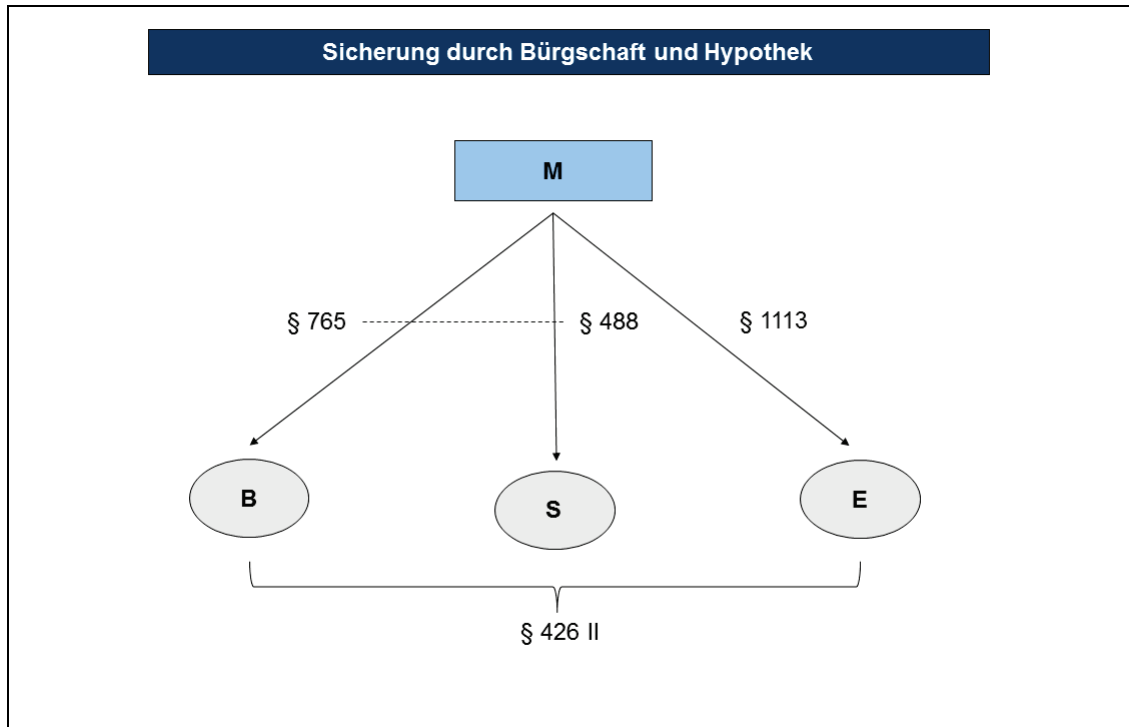 Sicherung durch Bürgschaft und Hypothek
M
§ 765
§ 488
§ 1113
B
S
E
§ 426 II